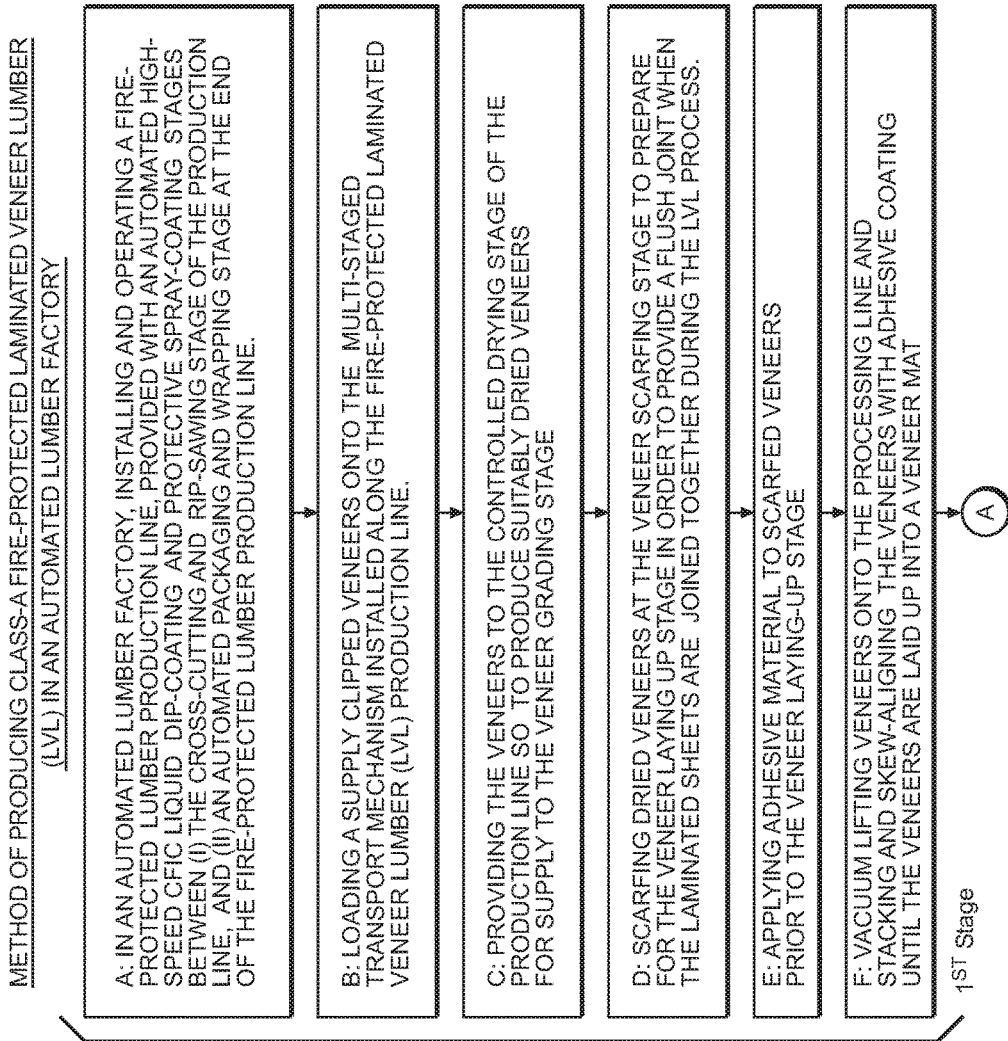 METHOD OF PRODUCING CLASS-A FIRE-PROTECTED LAMINATED VENEER LUMBER
(LVL) IN AN AUTOMATED LUMBER FACTORY
A: IN AN AUTOMATED LUMBER FACTORY, INSTALLING AND OPERATING A FIRE-
PROTECTED LUMBER PRODUCTION LINE, PROVIDED WITH AN AUTOMATED HIGH-
SPEED CFIC LIQUID DIP-COATING AND PROTECTIVE SPRAY-COATING STAGES
BETWEEN (I) THE CROSS-CUTTING AND RIP-SAWING STAGE OF THE PRODUCTION
LINE, AND (II) AN AUTOMATED PACKAGING AND WRAPPING STAGE AT THE END
OF THE FIRE-PROTECTED LUMBER PRODUCTION LINE.
B: LOADING A SUPPLY CLIPPED VENEERS ONTO THE MULTI-STAGED
TRANSPORT MECHANISM INSTALLED ALONG THE FIRE-PROTECTED LAMINATED
VENEER LUMBER (LVL) PRODUCTION LINE.
C: PROVIDING THE VENEERS TO THE CONTROLLED DRYING STAGE OF THE
PRODUCTION LINE SO TO PRODUCE SUITABLY DRIED VENEERS
FOR SUPPLY TO THE VENEER GRADING STAGE
D: SCARFING DRIED VENEERS AT THE VENEER SCARFING STAGE TO PREPARE
FOR THE VENEER LAYING UP STAGE IN ORDER TO PROVIDE A FLUSH JOINT WHEN
THE LAMINATED SHEETS ARE JOINED TOGETHER DURING THE LVL PROCESS.
E: APPLYING ADHESIVE MATERIAL TO SCARFED VENEERS
PRIOR TO THE VENEER LAYING-UP STAGE
F: VACUUM LIFTING VENEERS ONTO THE PROCESSING LINE AND
STACKING AND SKEW-ALIGNING THE VENEERS WITH ADHESIVE COATING
UNTIL THE VENEERS ARE LAID UP INTO A VENEER MAT
1ST Stage
A